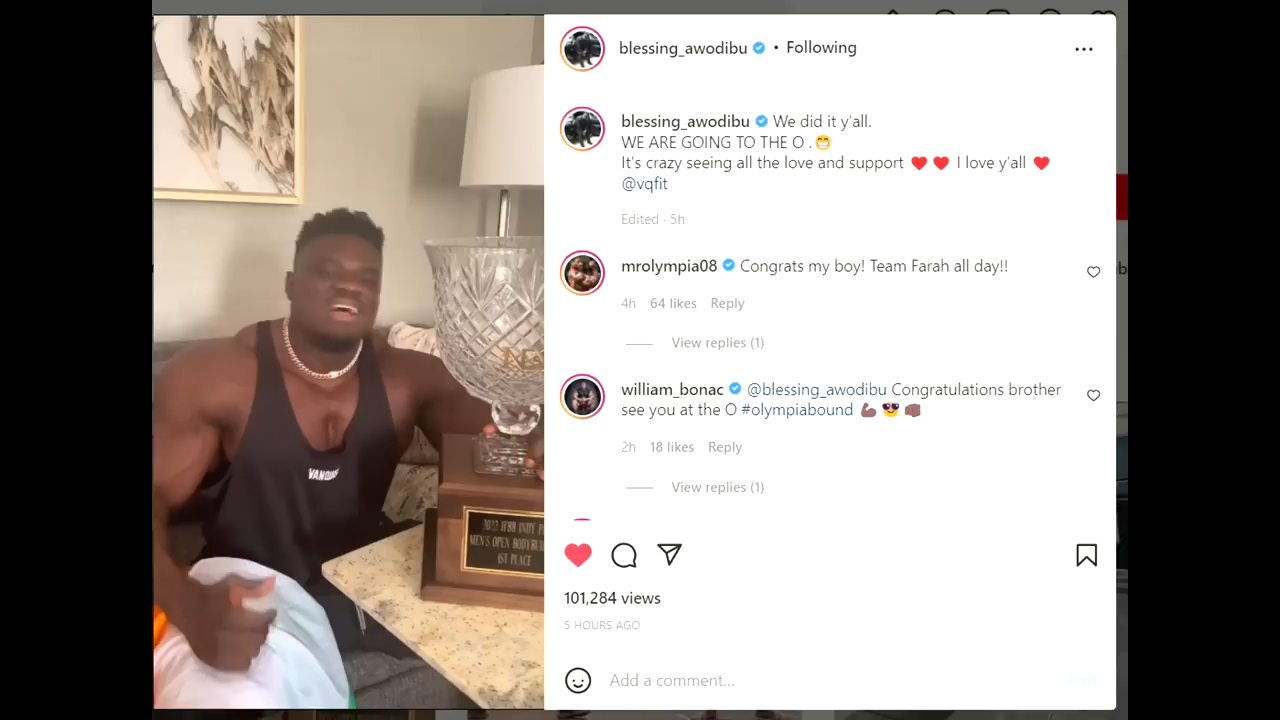 blessing_awodibu • Following
blessing_awodibu We did it y'all.
WE ARE GOING TO THE O .😁
It's crazy seeing all the love and support ❤️ ❤️ I love y'all ❤️
@vqfit
Edited · 5h
mrolympia08 Congrats my boy! Team Farah all day!!
4h 64 likes Reply
View replies (1)
william_bonac @blessing_awodibu Congratulations brother
see you at the O #olympiabound 💪🏿 😎 👊🏿
2h 18 likes Reply
View replies (1)
101,284 views
5 HOURS AGO
Add a comment...
Post
2022 IFBB INDY
MEN'S OPEN
1ST PLACE